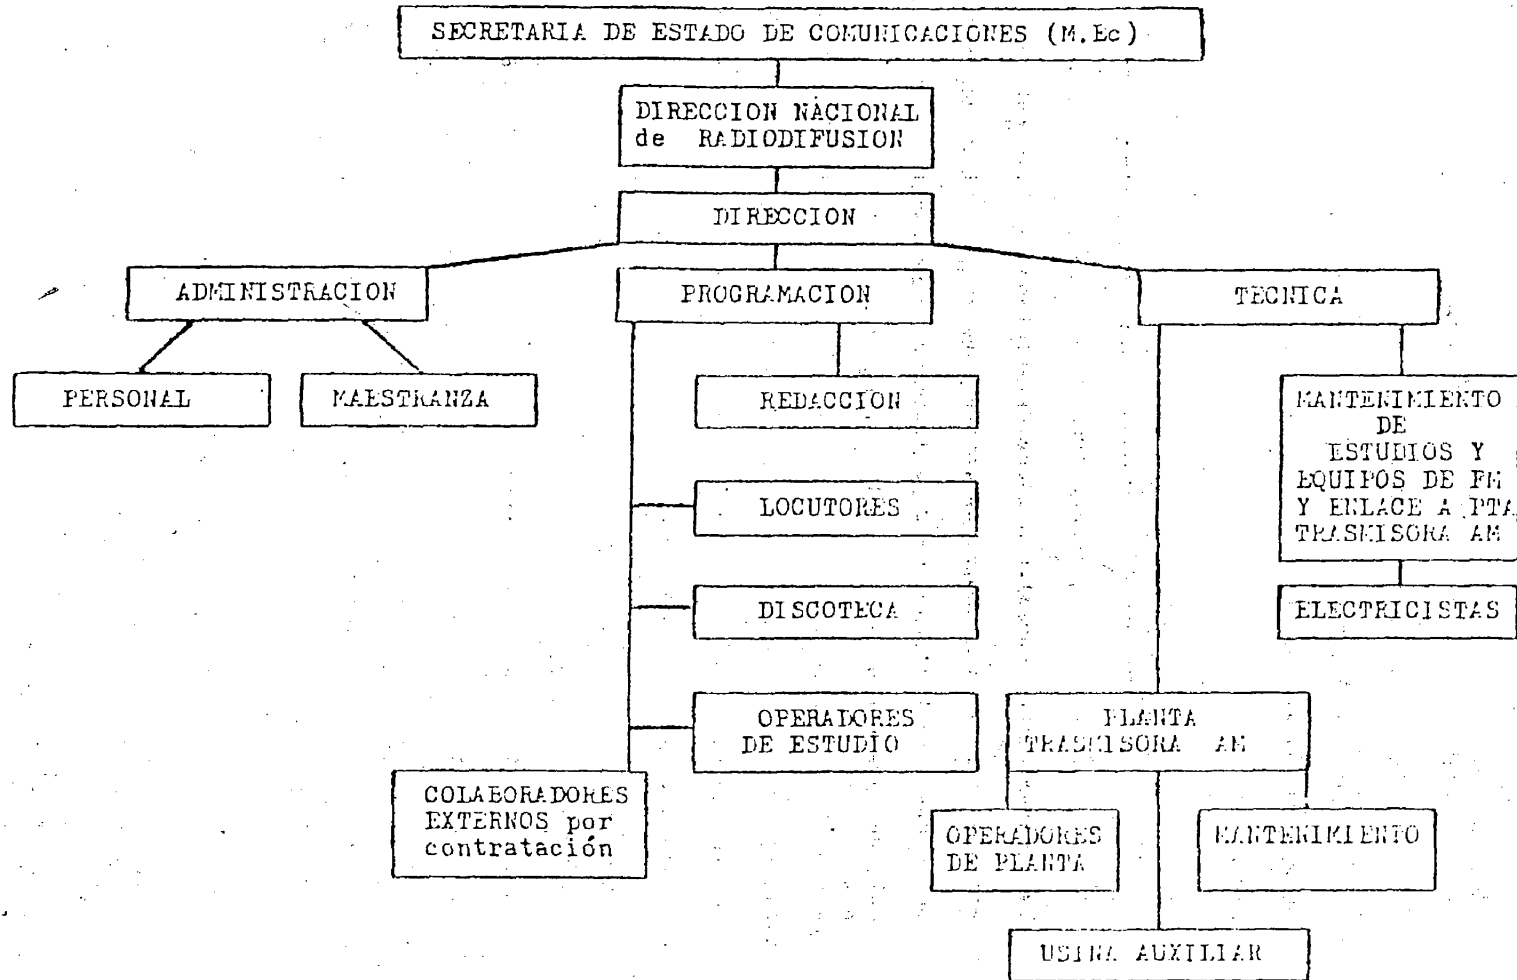 SECRETARIA DE ESTADO DE COMUNICACIONES (M.Ec)
DIRECCION NACIONAL
de RADIODIFUSION
DIRECCION
ADMINISTRACION
PROGRAMACION
TECNICA
PERSONAL
MAESTRANZA
REDACCION
MANTENIMIENTO
DE
ESTUDIOS Y
EQUIPOS DE FM
Y ENLACE A PTA
TRASMISORA AM
LOCUTORES
DISCOTECA
ELECTRICISTAS
OPERADORES
DE ESTUDIO
PLANTA
TRASMISORA AM
COLABORADORES
EXTERNOS por
contratación
OPERADORES
DE PLANTA
MANTENIMIENTO
USINA AUXILIAR